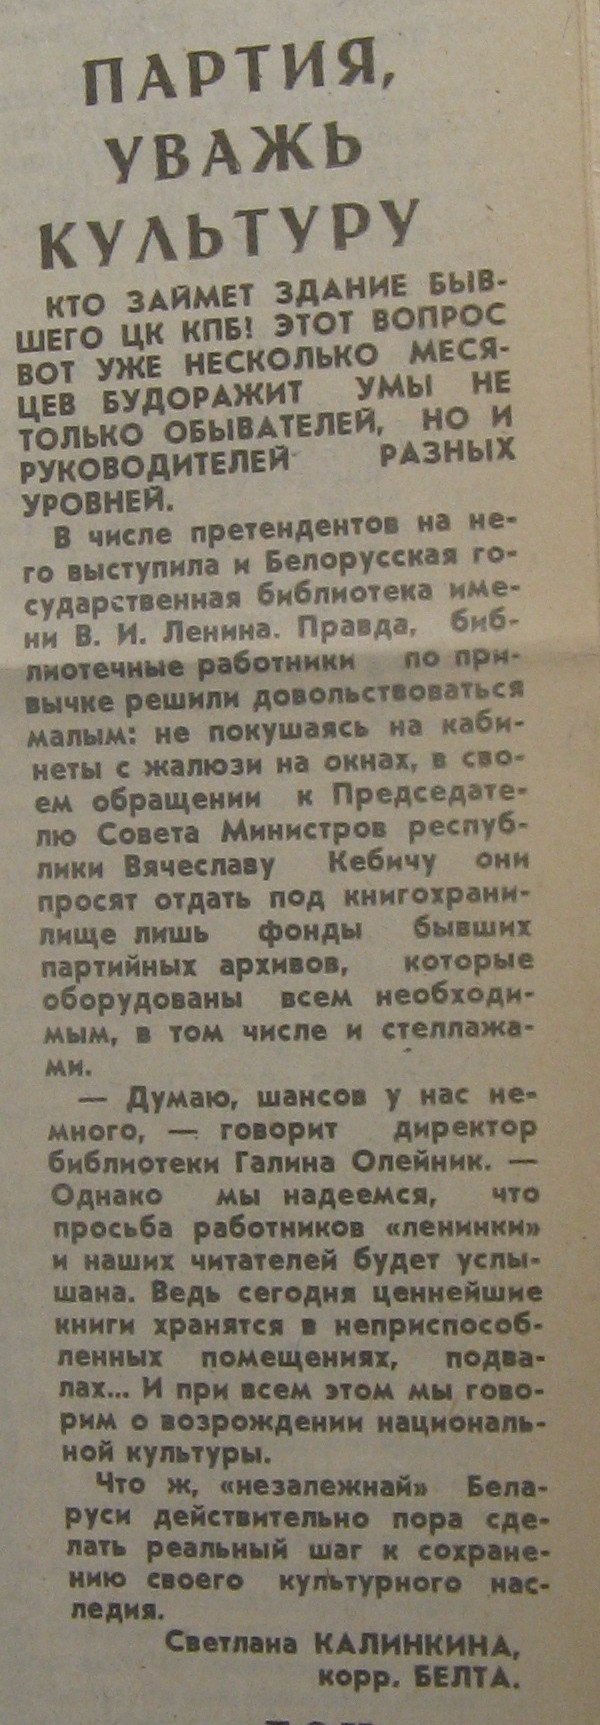 ПАРТИЯ,
УВАЖЬ
КУЛЬТУРУ
КТО ЗАЙМЕТ ЗДАНИЕ БЫВ-
ШЕГО ЦК КПБ! ЭТОТ ВОПРОС
ВОТ УЖЕ НЕСКОЛЬКО МЕСЯ-
ЦЕВ БУДОРАЖИТ УМЫ НЕ
ТОЛЬКО ОБЫВАТЕЛЕЙ, НО И
РУКОВОДИТЕЛЕЙ РАЗНЫХ
УРОВНЕЙ.
В числе претендентов на не-
го выступила и Белорусская го-
сударственная библиотека име-
ни В. И. Ленина. Правда, биб-
лиотечные работники по при-
вычке решили довольствоваться
малым: не покушаясь на каби-
неты с жалюзи на окнах, в сво-
ем обращении к Председате-
лю Совета Министров респуб-
лики Вячеславу Кебичу они
просят отдать под книгохрани-
лище лишь фонды бывших
партийных архивов, которые
оборудованы всем необходи-
мым, в том числе и стеллажа-
ми.
— Думаю, шансов у нас не-
много, — говорит директор
библиотеки Галина Олейник. —
Однако мы надеемся, что
просьба работников «ленинки»
и наших читателей будет услы-
шана. Ведь сегодня ценнейшие
книги хранятся в неприспособ-
ленных помещениях, подва-
лах... И при всем этом мы гово-
рим о возрождении националь-
ной культуры.
Что ж, «незалежнай» Бела-
руси действительно пора сде-
лать реальный шаг к сохране-
нию своего культурного нас-
ледия.
Светлана КАЛИНКИНА,
корр. БЕЛТА.